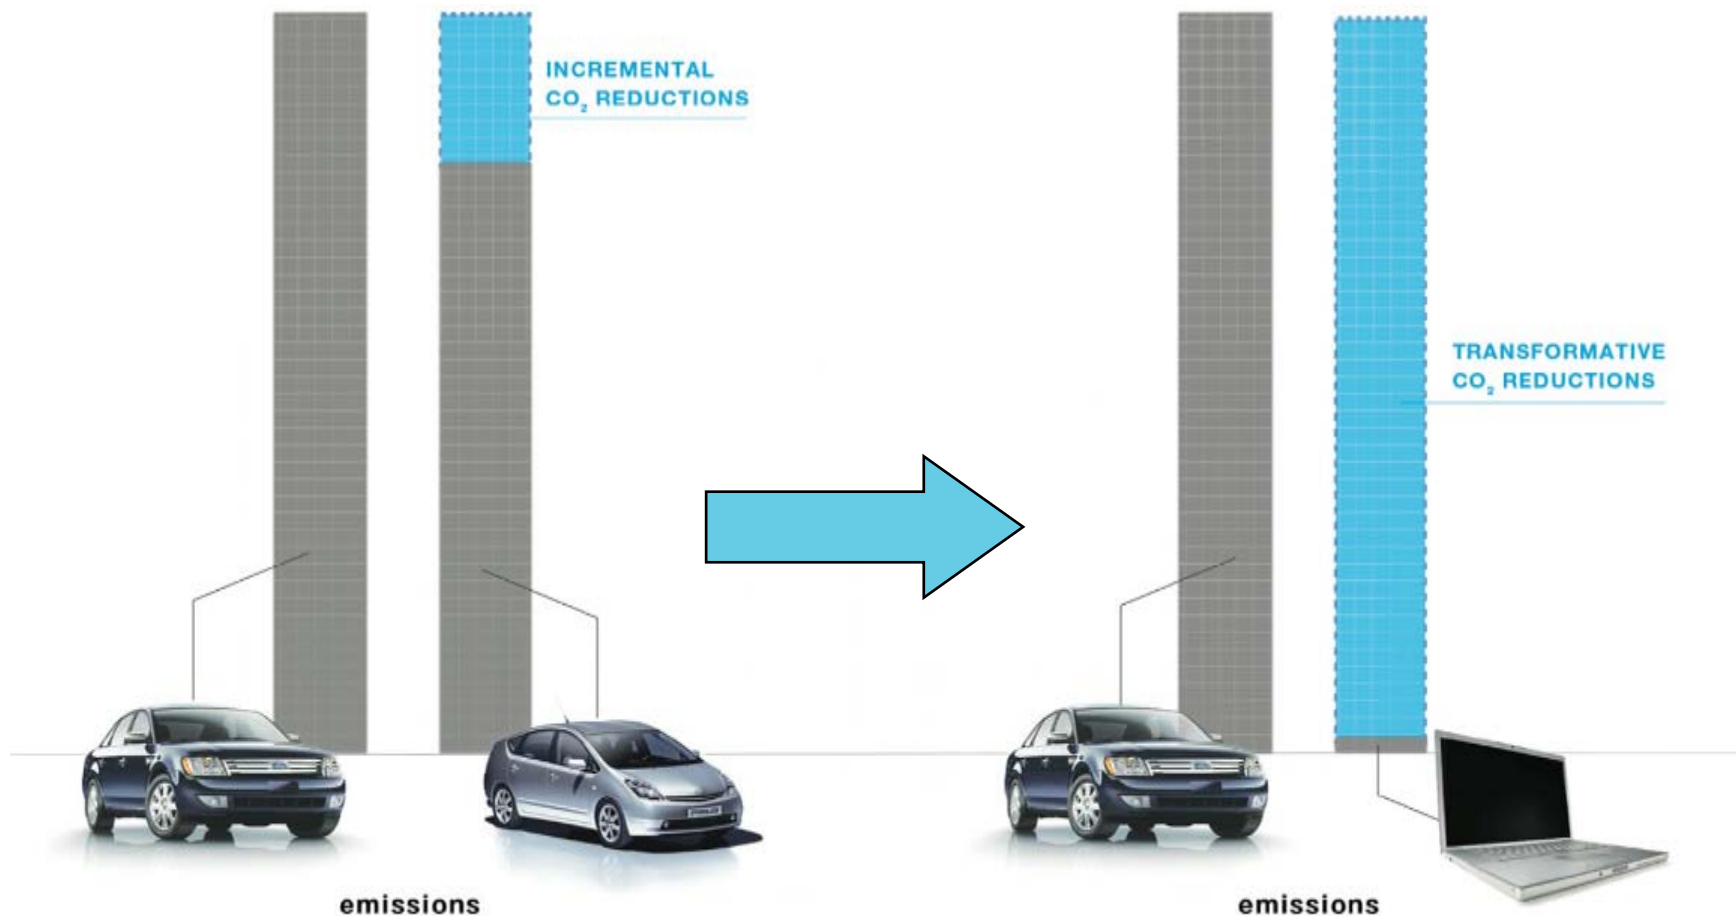 INCREMENTAL
CO₂ REDUCTIONS
TRANSFORMATIVE
CO₂ REDUCTIONS
emissions
emissions